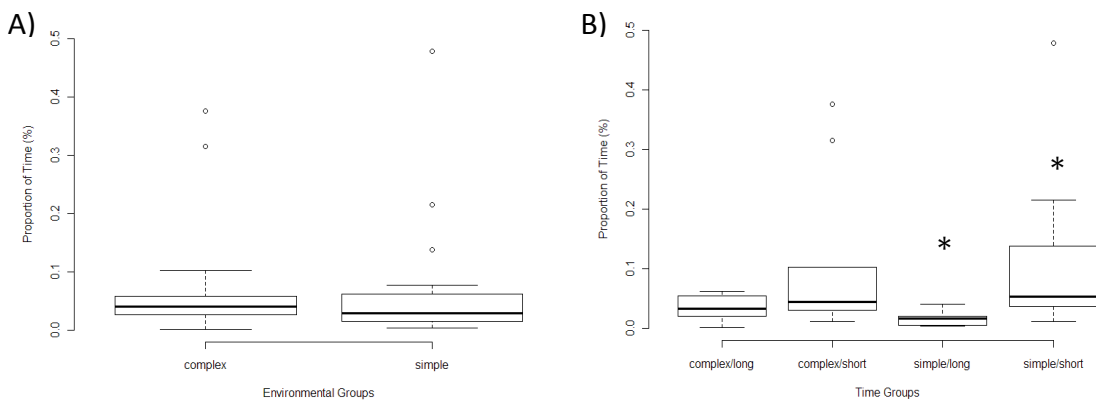 A)
Proportion of Time (%)
0.5
0.4
0.3
0.2
0.1
0.0
complex simple
Environmental Groups
B)
Proportion of Time (%)
0.5
0.4
0.3
0.2
0.1
0.0
*
*
complex/long complex/short simple/long simple/short
Time Groups